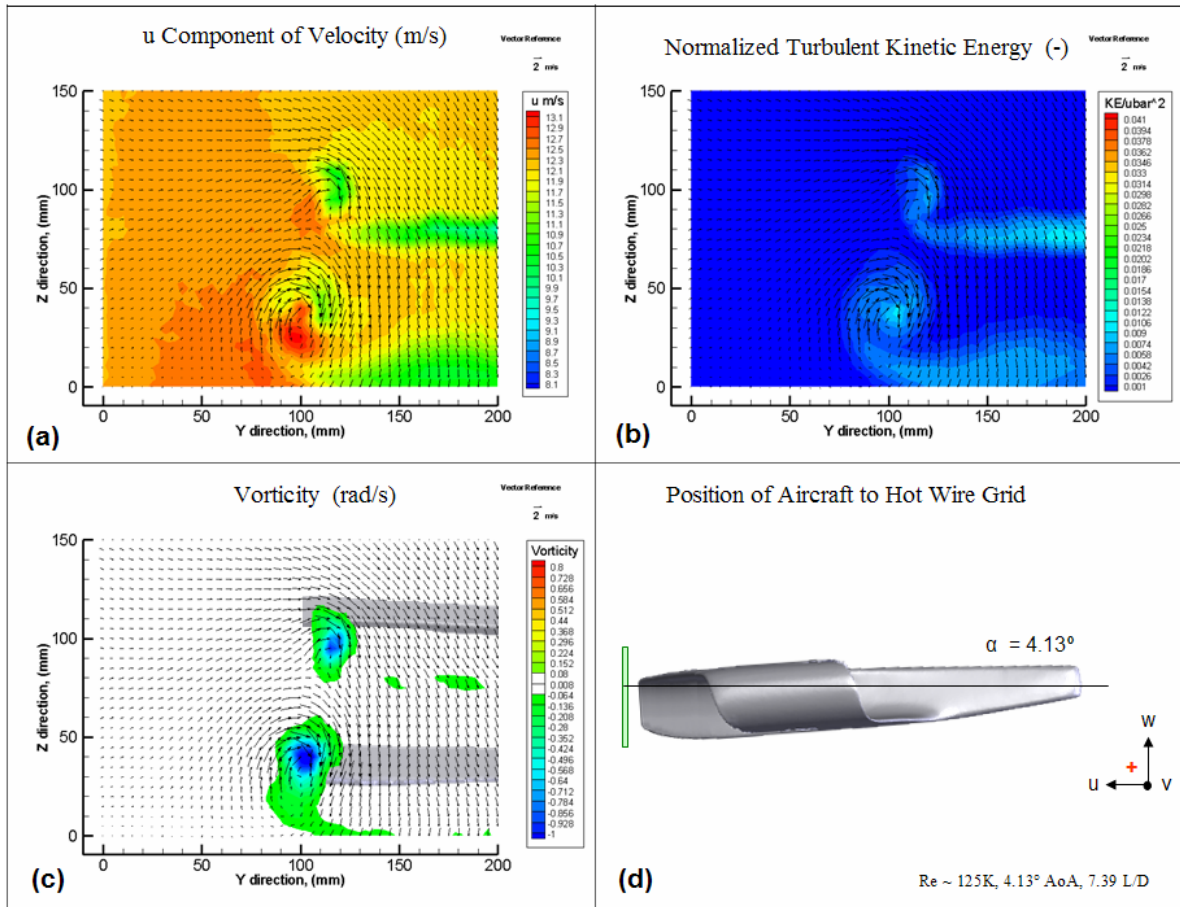 u Component of Velocity (m/s)
Vector Reference
2 m/s
150
100
50
0
Z direction, (mm)
0 50 100 150 200
Y direction, (mm)
u m/s
13.1
12.9
12.7
12.5
12.3
12.1
11.9
11.7
11.5
11.3
11.1
10.9
10.7
10.5
10.3
10.1
9.9
9.7
9.5
9.3
9.1
8.9
8.7
8.5
8.3
8.1
(a)
Normalized Turbulent Kinetic Energy (-)
Vector Reference
2 m/s
150
100
50
0
Z direction, (mm)
0 50 100 150 200
Y direction, (mm)
KE/ubar^2
0.041
0.0394
0.0378
0.0362
0.0346
0.033
0.0314
0.0298
0.0282
0.0266
0.025
0.0234
0.0218
0.0202
0.0186
0.017
0.0154
0.0138
0.0122
0.0106
0.009
0.0074
0.0058
0.0042
0.0026
0.001
(b)
Vorticity (rad/s)
Vector Reference
2 m/s
150
100
50
0
Z direction, (mm)
0 50 100 150 200
Y direction, (mm)
Vorticity
0.8
0.728
0.656
0.584
0.512
0.44
0.368
0.296
0.224
0.152
0.08
0.008
-0.064
-0.136
-0.208
-0.28
-0.352
-0.424
-0.496
-0.568
-0.64
-0.712
-0.784
-0.856
-0.928
-1
(c)
Position of Aircraft to Hot Wire Grid
α = 4.13º
w
+
u
v
(d)
Re ~ 125K, 4.13° AoA, 7.39 L/D